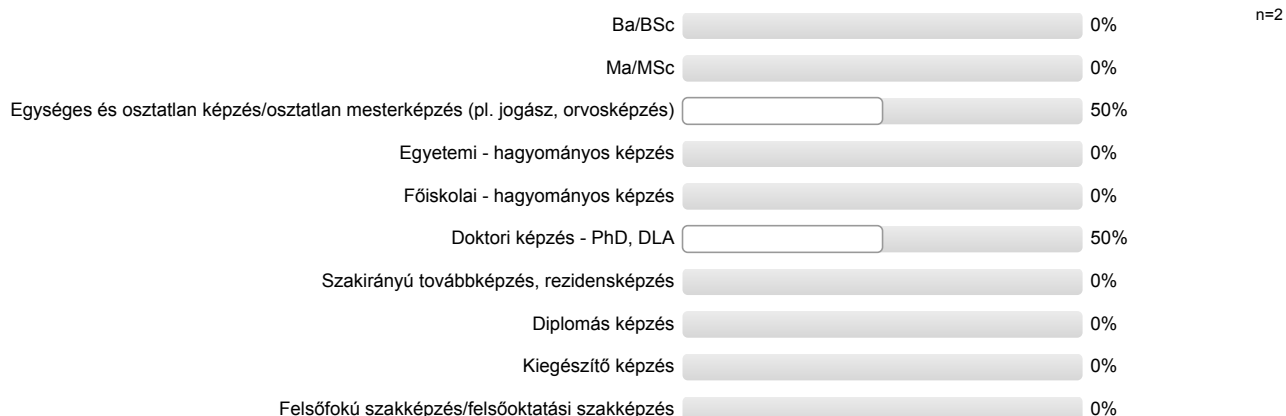 n=2
Ba/BSc 0%
Ma/MSc 0%
Egységes és osztatlan képzés/osztatlan mesterképzés (pl. jogász, orvosképzés) 50%
Egyetemi - hagyományos képzés 0%
Főiskolai - hagyományos képzés 0%
Doktori képzés - PhD, DLA 50%
Szakirányú továbbképzés, rezidensképzés 0%
Diplomás képzés 0%
Kiegészítő képzés 0%
Felsőfokú szakképzés/felsőoktatási szakképzés 0%